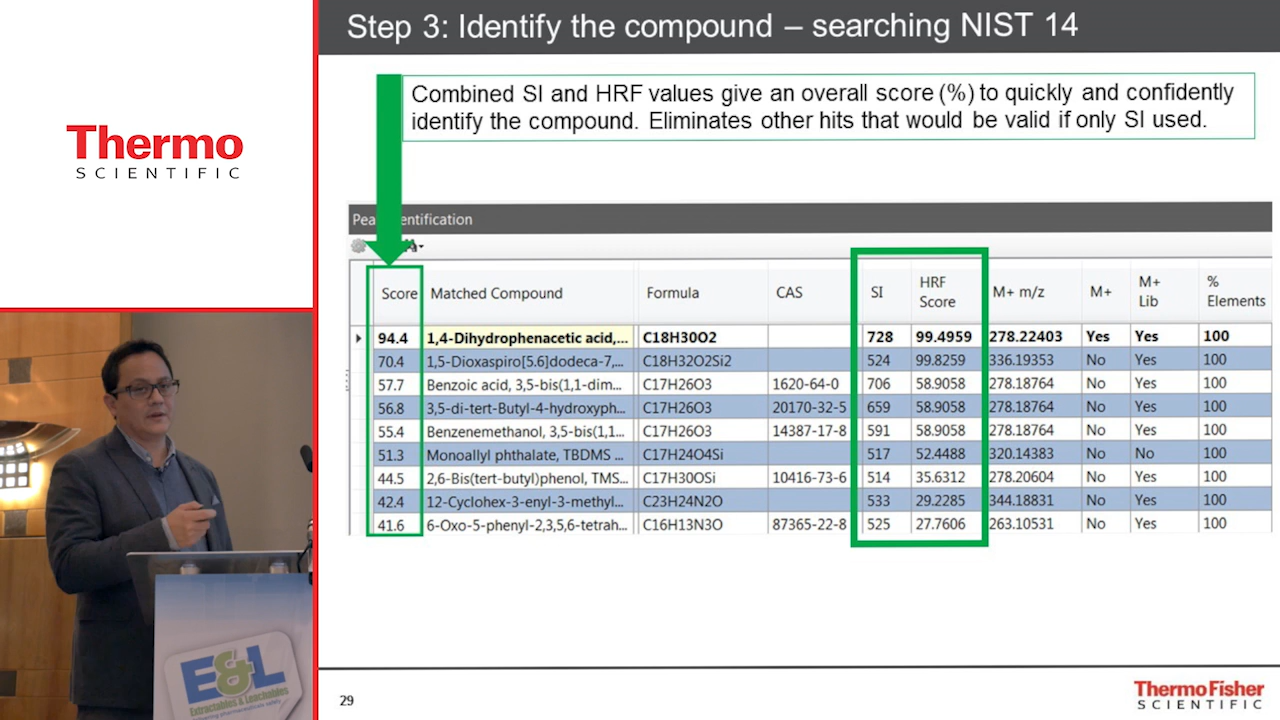 Step 3: Identify the compound – searching NIST 14
Thermo
SCIENTIFIC
Combined SI and HRF values give an overall score (%) to quickly and confidently
identify the compound. Eliminates other hits that would be valid if only SI used.
Score Matched Compound Formula CAS SI HRF Score M+ m/z M+ M+ Lib % Elements
94.4 1,4-Dihydrophenacetic acid,... C18H30O2 728 99.4959 278.22403 Yes Yes 100
70.4 1,5-Dioxaspiro[5.6]dodeca-7,... C18H32O2Si2 524 99.8259 336.19353 No Yes 100
57.7 Benzoic acid, 3,5-bis(1,1-dim... C17H26O3 1620-64-0 706 58.9058 278.18764 No Yes 100
56.8 3,5-di-tert-Butyl-4-hydroxyph... C17H26O3 20170-32-5 659 58.9058 278.18764 No Yes 100
55.4 Benzenemethanol, 3,5-bis(1,1... C17H26O3 14387-17-8 591 58.9058 278.18764 No Yes 100
51.3 Monoallyl phthalate, TBDMS ... C17H24O4Si 517 52.4488 320.14383 No No 100
44.5 2,6-Bis(tert-butyl)phenol, TMS... C17H30OSi 10416-73-6 514 35.6312 278.20604 No Yes 100
42.4 12-Cyclohex-3-enyl-3-methyl... C23H24N2O 533 29.2285 344.18831 No Yes 100
41.6 6-Oxo-5-phenyl-2,3,5,6-tetrah... C16H13N3O 87365-22-8 525 27.7606 263.10531 No Yes 100
E&L
Extractables & Leachables
29
ThermoFisher
SCIENTIFIC